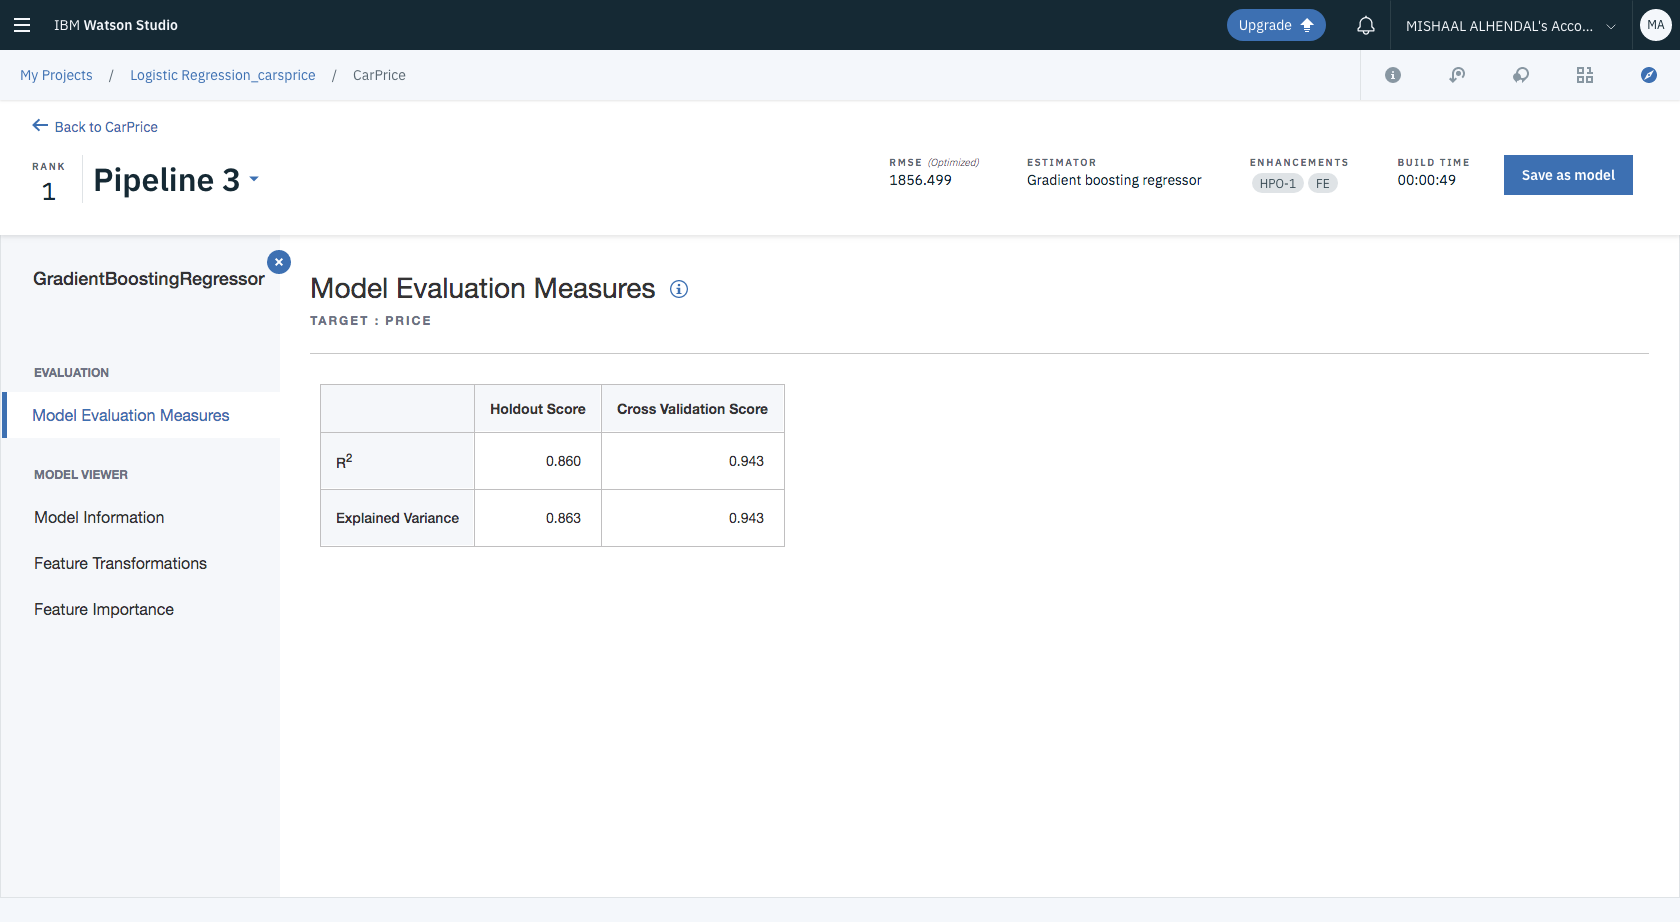 IBM Watson Studio
Upgrade
MISHAAL ALHENDAL's Acco...
MA
My Projects / Logistic Regression_carsprice / CarPrice
Back to CarPrice
RANK
1
Pipeline 3
RMSE (Optimized)
1856.499
ESTIMATOR
Gradient boosting regressor
ENHANCEMENTS
HPO-1 FE
BUILD TIME
00:00:49
Save as model
GradientBoostingRegressor
EVALUATION
Model Evaluation Measures
MODEL VIEWER
Model Information
Feature Transformations
Feature Importance
Model Evaluation Measures
TARGET : PRICE
Holdout Score Cross Validation Score
R² 0.860 0.943
Explained Variance 0.863 0.943